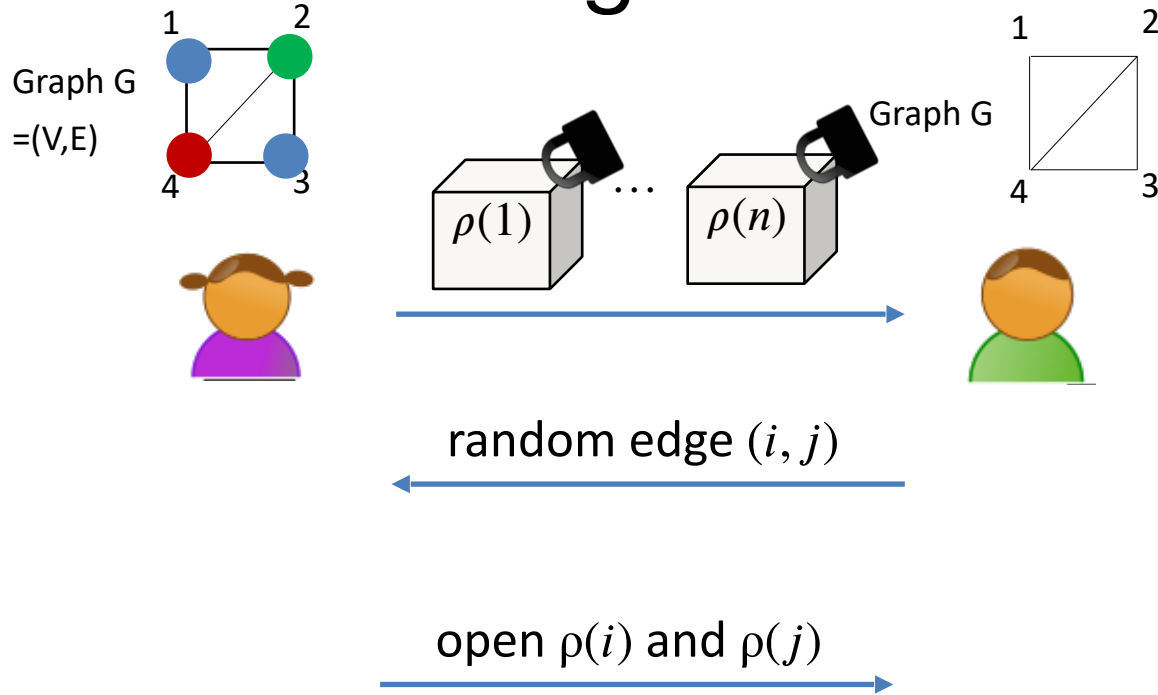 g
1 2
Graph G
=(V,E)
4 3
ρ(1) ... ρ(n)
Graph G
1 2
4 3
random edge (i, j)
open ρ(i) and ρ(j)